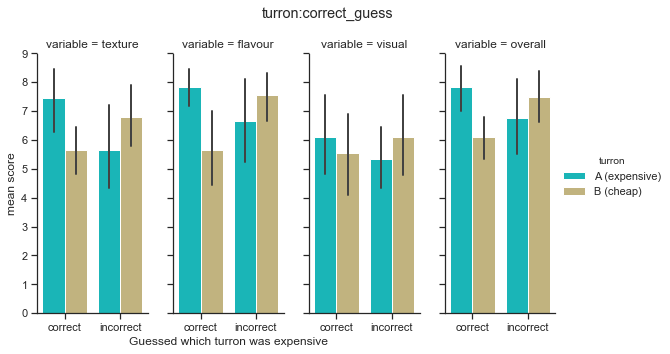 turron:correct_guess
variable = texture
variable = flavour
variable = visual
variable = overall
9
8
7
6
5
4
3
2
1
0
mean score
correct
incorrect
correct
incorrect
correct
incorrect
correct
incorrect
Guessed which turron was expensive
turron
A (expensive)
B (cheap)